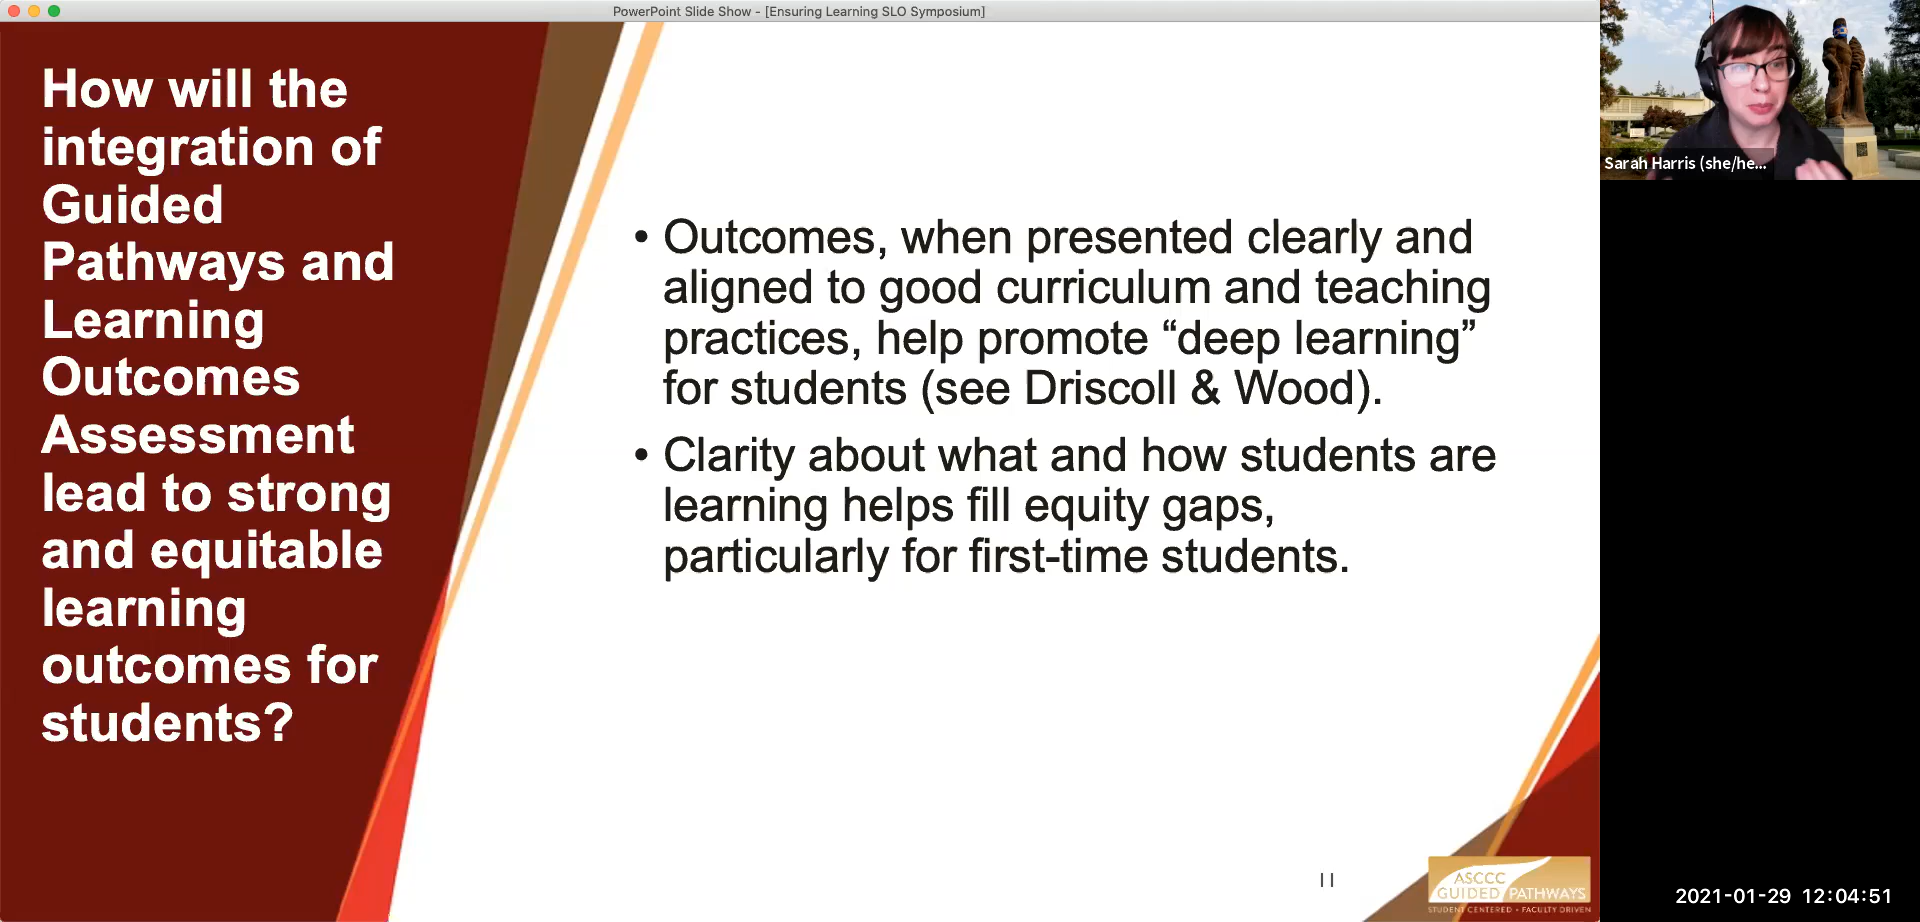 PowerPoint Slide Show - [Ensuring Learning SLO Symposium]
How will the
integration of
Guided
Pathways and
Learning
Outcomes
Assessment
lead to strong
and equitable
learning
outcomes for
students?
• Outcomes, when presented clearly and
aligned to good curriculum and teaching
practices, help promote “deep learning”
for students (see Driscoll & Wood).
• Clarity about what and how students are
learning helps fill equity gaps,
particularly for first-time students.
11
ASCCC
GUIDED PATHWAYS
STUDENT CENTERED • FACULTY DRIVEN
Sarah Harris (she/he...
2021-01-29 12:04:51